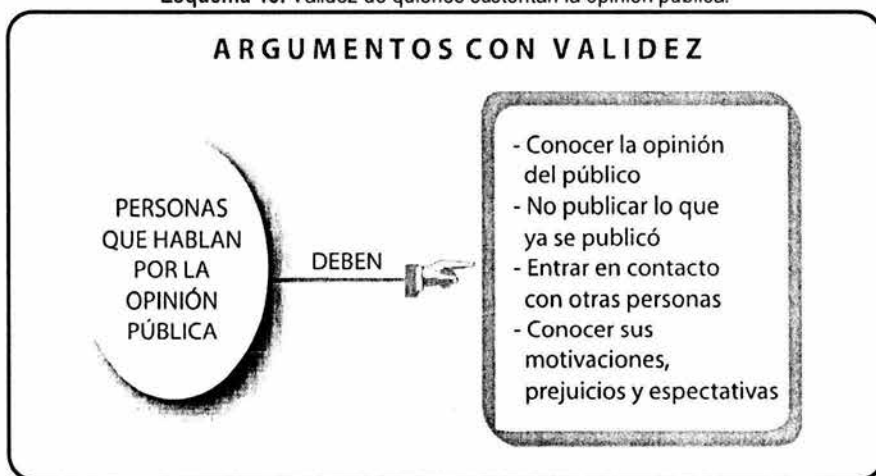 Esquema 10. Validez de quienes sustentan la opinión pública.
ARGUMENTOS CON VALIDEZ
PERSONAS
QUE HABLAN
POR LA
OPINIÓN
PÚBLICA
DEBEN
- Conocer la opinión
del público
- No publicar lo que
ya se publicó
- Entrar en contacto
con otras personas
- Conocer sus
motivaciones,
prejuicios y espectativas